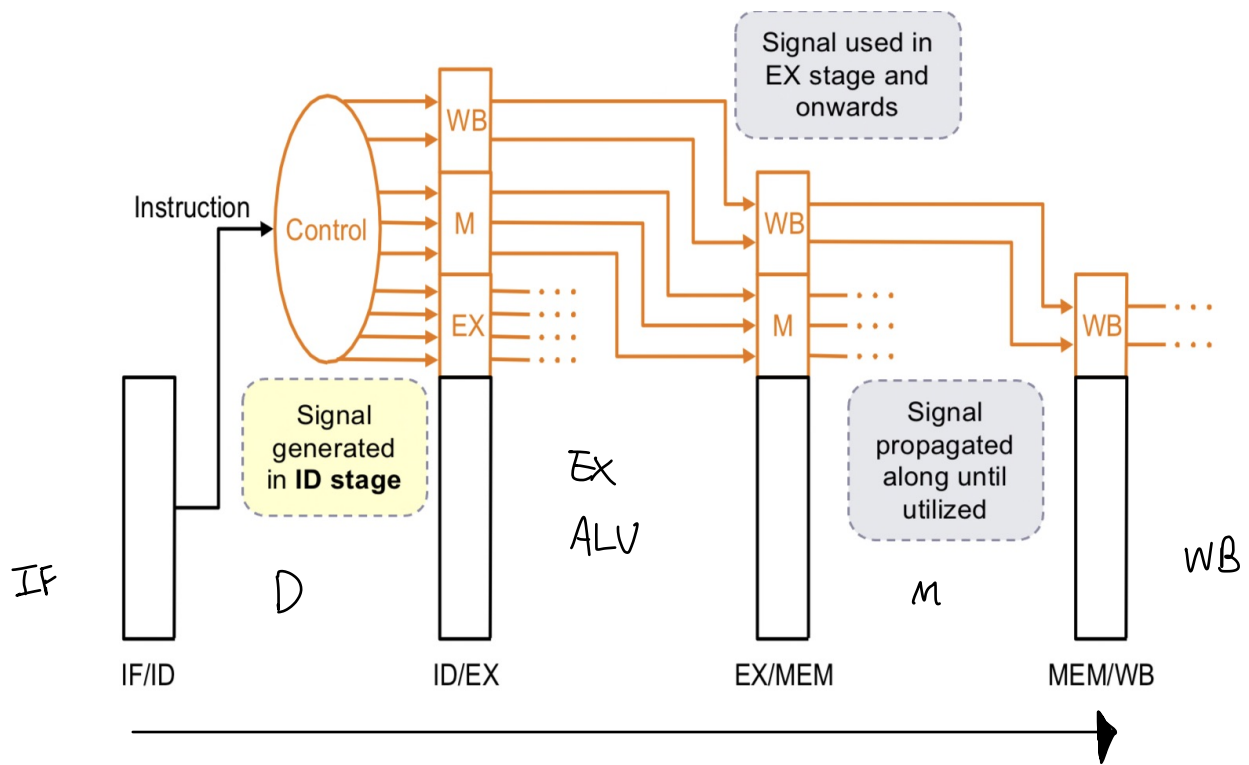 Signal used in
EX stage and
onwards
WB
Instruction
Control
M
WB
EX
M
WB
Signal
generated
in ID stage
Signal
propagated
along until
utilized
EX
ALU
IF
D
M
WB
IF/ID
ID/EX
EX/MEM
MEM/WB